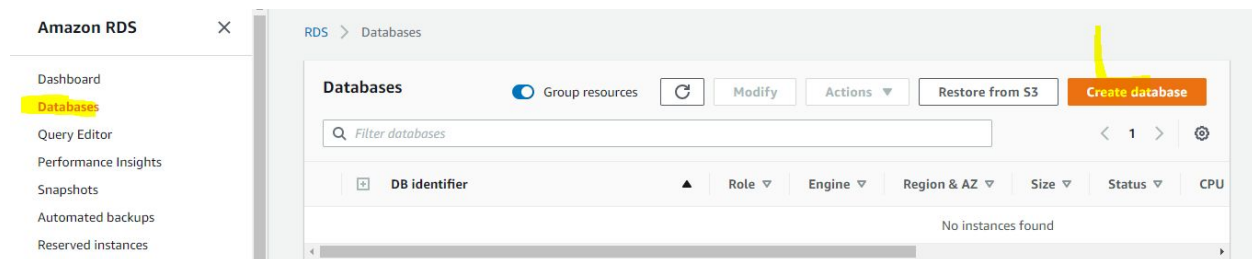 Amazon RDS
Dashboard
Databases
Query Editor
Performance Insights
Snapshots
Automated backups
Reserved instances
RDS > Databases
Databases Group resources Modify Actions Restore from S3 Create database
Filter databases 1
DB identifier Role Engine Region & AZ Size Status CPU
No instances found